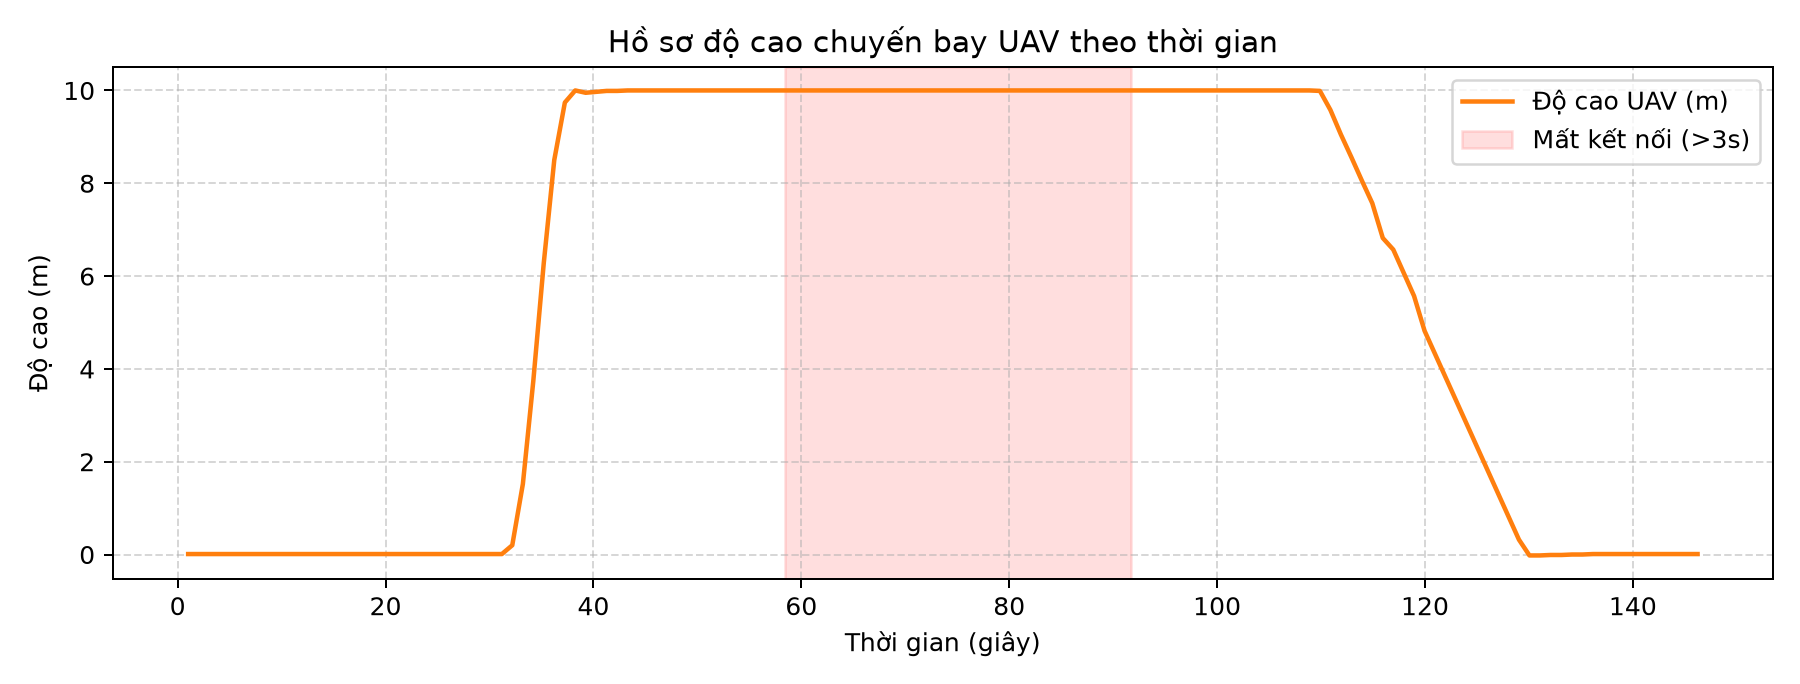 Hồ sơ độ cao chuyến bay UAV theo thời gian
Độ cao UAV (m)
Mất kết nối (>3s)
Độ cao (m)
10
8
6
4
2
0
0 20 40 60 80 100 120 140
Thời gian (giây)